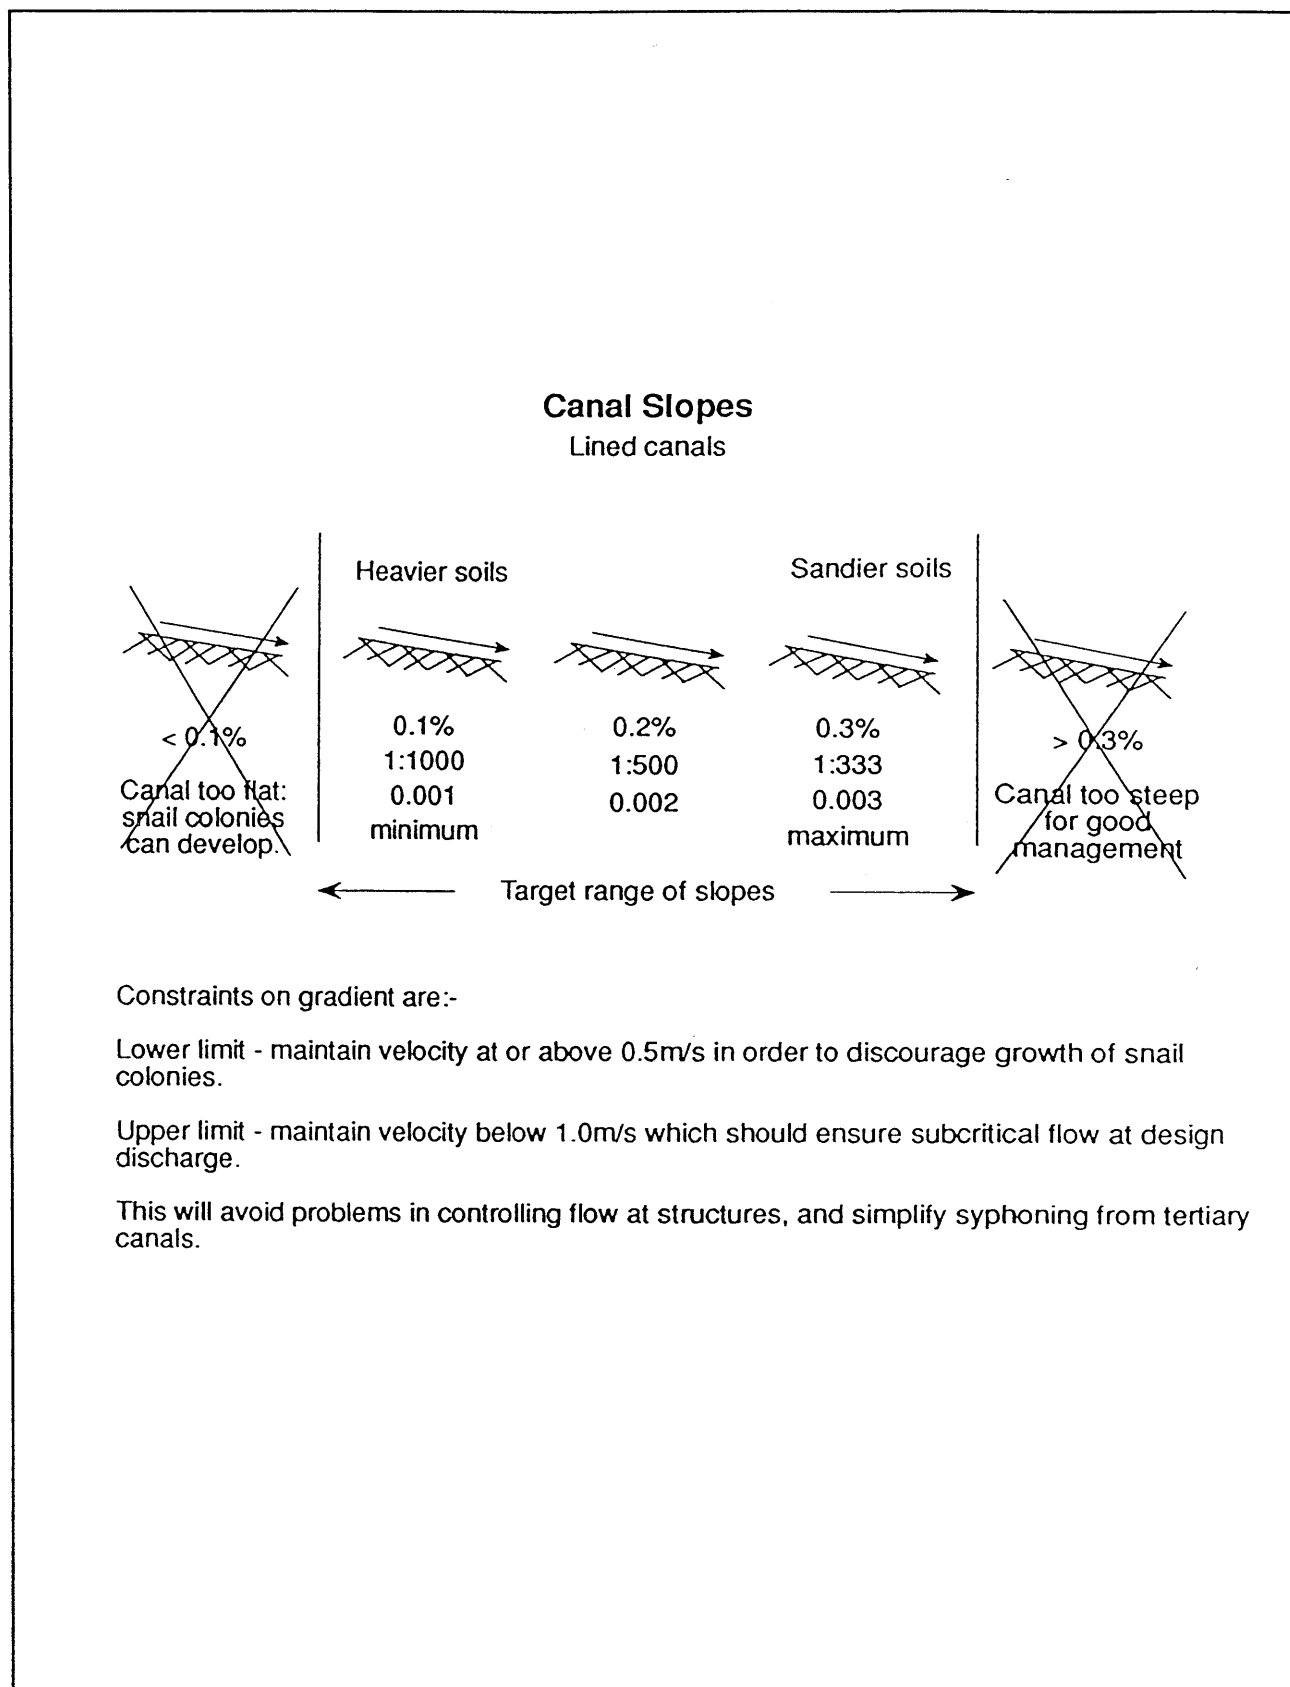 Canal Slopes
Lined canals
Heavier soils
Sandier soils
< 0.1%
Canal too flat:
snail colonies
can develop.
0.1%
1:1000
0.001
minimum
0.2%
1:500
0.002
0.3%
1:333
0.003
maximum
> 0.3%
Canal too steep
for good
management
Target range of slopes
Constraints on gradient are:-
Lower limit - maintain velocity at or above 0.5m/s in order to discourage growth of snail
colonies.
Upper limit - maintain velocity below 1.0m/s which should ensure subcritical flow at design
discharge.
This will avoid problems in controlling flow at structures, and simplify syphoning from tertiary
canals.